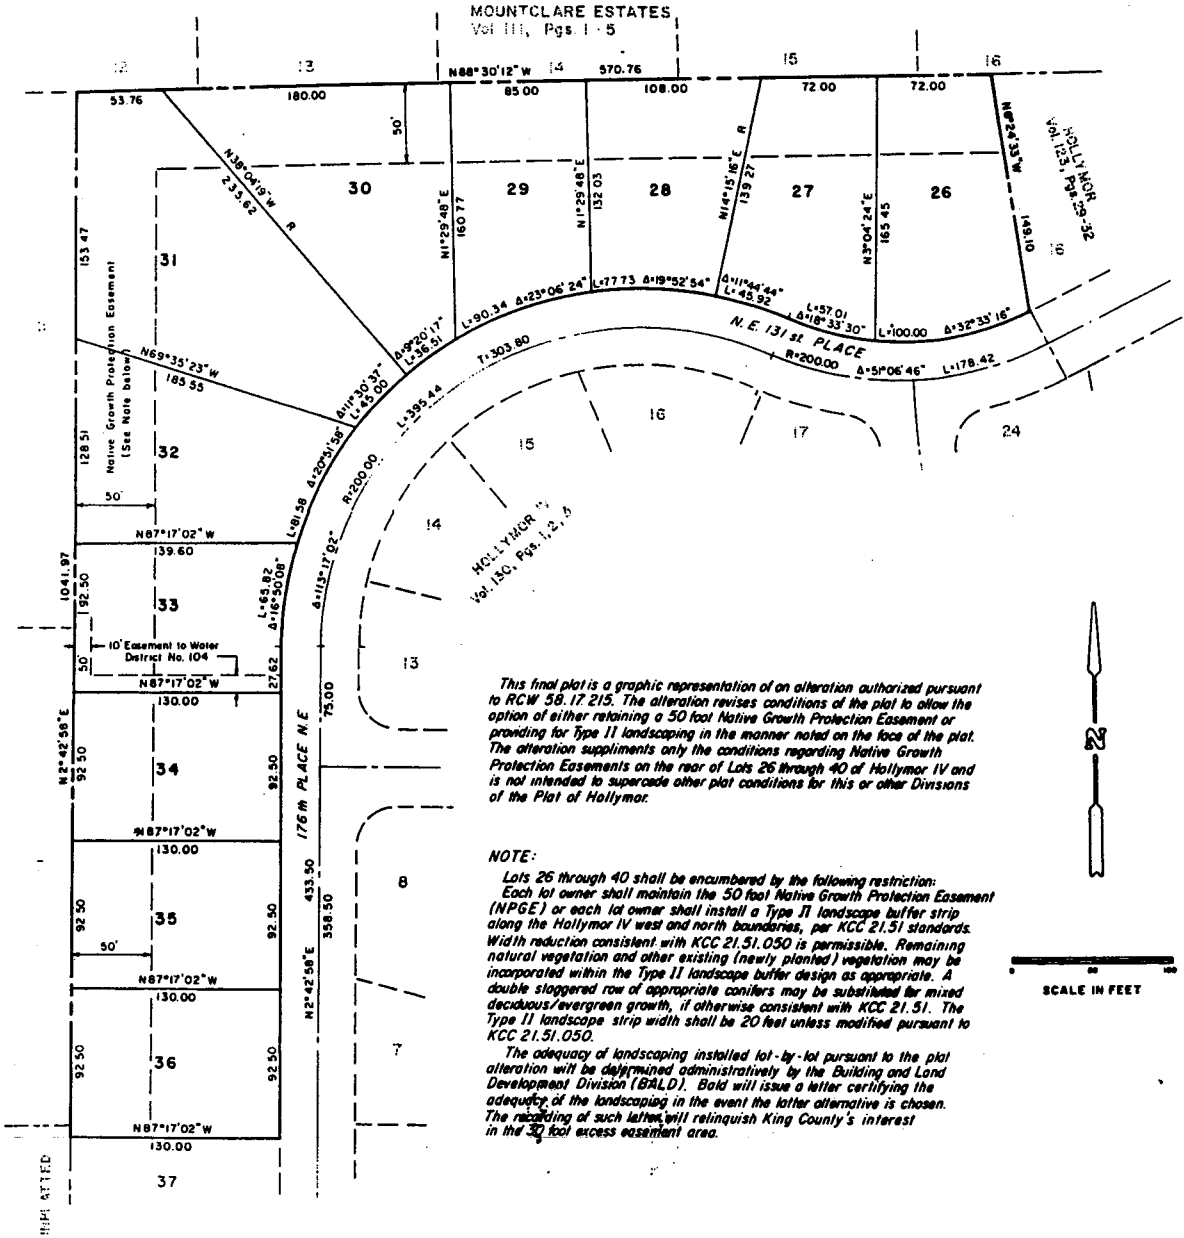 MOUNTCLARE ESTATES
Vol. 111, Pgs. 1-5
12
13
14
15
16
N88°30'12"W
570.76
53.76
180.00
85.00
108.00
72.00
72.00
50'
N38°04'19"W R
235.62
30
29
28
27
26
N1°29'48"E
160.77
N1°29'48"E
132.03
N14°15'16"E R
139.27
N3°04'24"E
165.45
N8°24'33"W
149.10
HOLLYMOR
Vol. 123, Pgs. 29-32
153.47
31
Native Growth Protection Easement
(See Note below)
N69°35'23"W
185.55
Δ=9°20'17"
L=36.51
L=90.34 Δ=23°06'24"
L=77.73 Δ=19°52'54"
Δ=11°44'44"
L=45.92
L=57.01
Δ=18°33'30"
L=100.00 Δ=32°33'16"
N.E. 131st PLACE
R=200.00 Δ=51°06'46" L=178.42
T=303.80
L=395.44
R=200.00
Δ=113°17'02"
Δ=11°30'37"
L=45.00
L=81.58 Δ=20°51'58"
128.51
32
50'
N87°17'02"W
139.60
1041.97
92.50
33
L=65.82
Δ=16°50'08"
10' Easement to Water
District No. 104
50'
27.62
N87°17'02"W
130.00
N2°42'58"E
92.50
34
92.50
75.00
176th PLACE N.E
N87°17'02"W
130.00
92.50
35
92.50
50'
433.50
358.50
N2°42'58"E
N87°17'02"W
130.00
92.50
36
92.50
N87°17'02"W
130.00
37
UNPLATTED
16
15
17
24
14
13
8
7
HOLLYMOR IV
Vol. 130, Pgs. 1, 2, 3
This final plat is a graphic representation of an alteration authorized pursuant
to RCW 58.17.215. The alteration revises conditions of the plat to allow the
option of either retaining a 50 foot Native Growth Protection Easement or
providing for Type II landscaping in the manner noted on the face of the plat.
The alteration suppliments only the conditions regarding Native Growth
Protection Easements on the rear of Lots 26 through 40 of Hollymor IV and
is not intended to supercede other plat conditions for this or other Divisions
of the Plat of Hollymor.
NOTE:
Lots 26 through 40 shall be encumbered by the following restriction:
Each lot owner shall maintain the 50 foot Native Growth Protection Easement
(NPGE) or each lot owner shall install a Type II landscape buffer strip
along the Hollymor IV west and north boundaries, per KCC 21.51 standards.
Width reduction consistent with KCC 21.51.050 is permissible. Remaining
natural vegetation and other existing (newly planted) vegetation may be
incorporated within the Type II landscape buffer design as appropriate. A
double staggered row of appropriate conifers may be substituted for mixed
deciduous/evergreen growth, if otherwise consistent with KCC 21.51. The
Type II landscape strip width shall be 20 feet unless modified pursuant to
KCC 21.51.050.
The adequacy of landscaping installed lot-by-lot pursuant to the plat
alteration will be determined administratively by the Building and Land
Development Division (BALD). Bald will issue a letter certifying the
adequacy of the landscaping in the event the latter alternative is chosen.
The recording of such letter will relinquish King County's interest
in the 30 foot excess easement area.
N
SCALE IN FEET